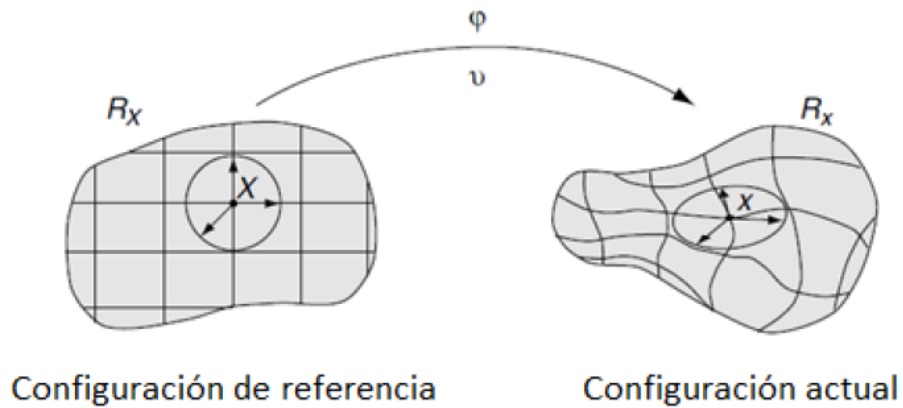 φ
υ
R_X
R_x
X
x
Configuración de referencia
Configuración actual